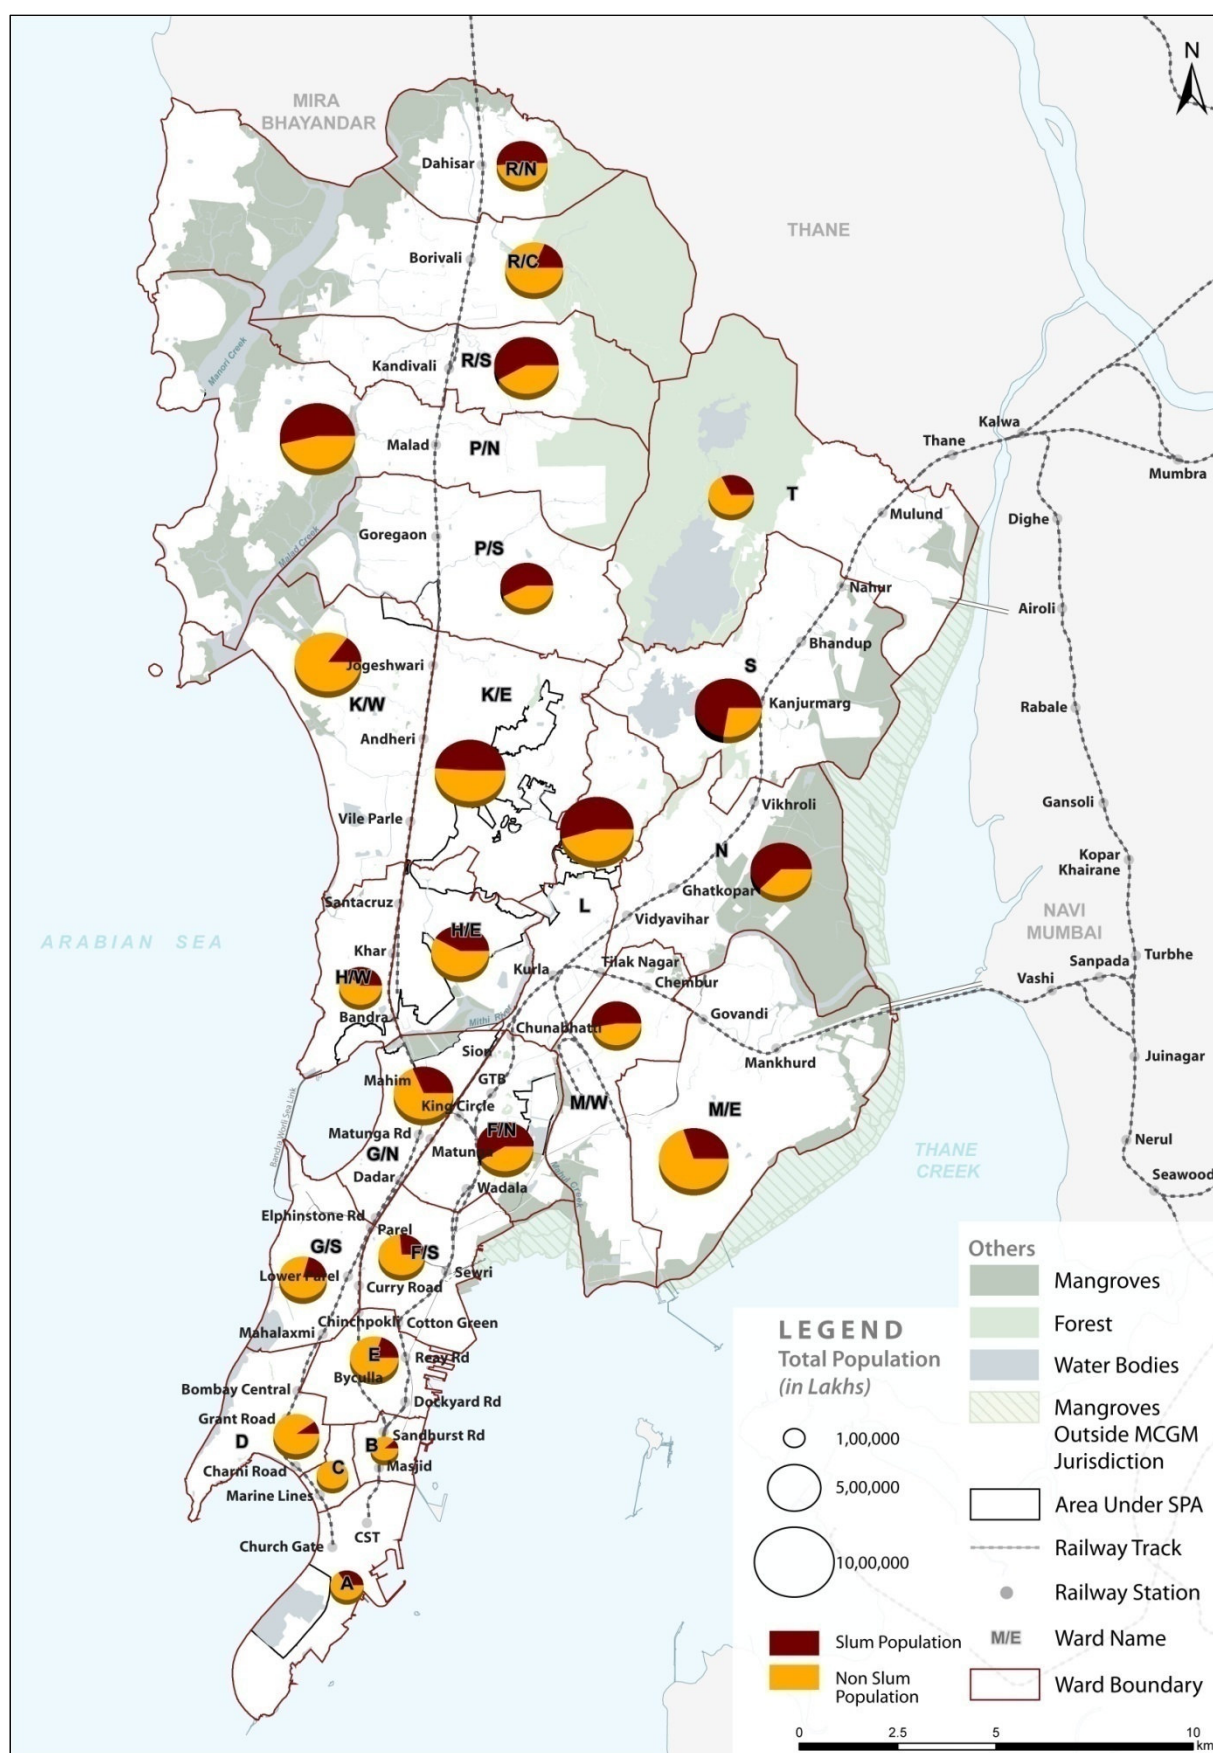 N
MIRA
BHAYANDAR
Dahisar
R/N
THANE
Borivali
R/C
Manori Creek
Kandivali
R/S
Kalwa
Thane
Mumbra
Malad
P/N
T
Mulund
Dighe
Malad Creek
Goregaon
P/S
Nahur
Airoli
Bhandup
Jogeshwari
S
K/W
K/E
Kanjurmarg
Rabale
Andheri
Vikhroli
Gansoli
Vile Parle
N
Kopar
Khairane
Ghatkopar
Santacruz
L
Vidyavihar
NAVI
MUMBAI
ARABIAN SEA
H/E
Khar
Turbhe
H/W
Kurla
Tilak Nagar
Sanpada
Chembur
Vashi
Bandra
Mithi River
Govandi
Chunabhatti
Sion
Mankhurd
Juinagar
Mahim
GTB
King Circle
M/W
M/E
Bandra Worli Sea Link
Matunga Rd
F/N
Matunga
G/N
Nerul
THANE
CREEK
Dadar
Wadala
Mahul Creek
Seawood
Elphinstone Rd
Parel
G/S
F/S
Lower Parel
Sewri
Curry Road
Mahalaxmi
Chinchpokli
Cotton Green
E
Reay Rd
Byculla
Bombay Central
Dockyard Rd
Grant Road
Sandhurst Rd
D
B
Charni Road
C
Masjid
Marine Lines
CST
Church Gate
A
LEGEND
Total Population
(in Lakhs)
1,00,000
5,00,000
10,00,000
Slum Population
Non Slum
Population
Others
Mangroves
Forest
Water Bodies
Mangroves
Outside MCGM
Jurisdiction
Area Under SPA
Railway Track
Railway Station
M/E
Ward Name
Ward Boundary
0
2.5
5
10
km